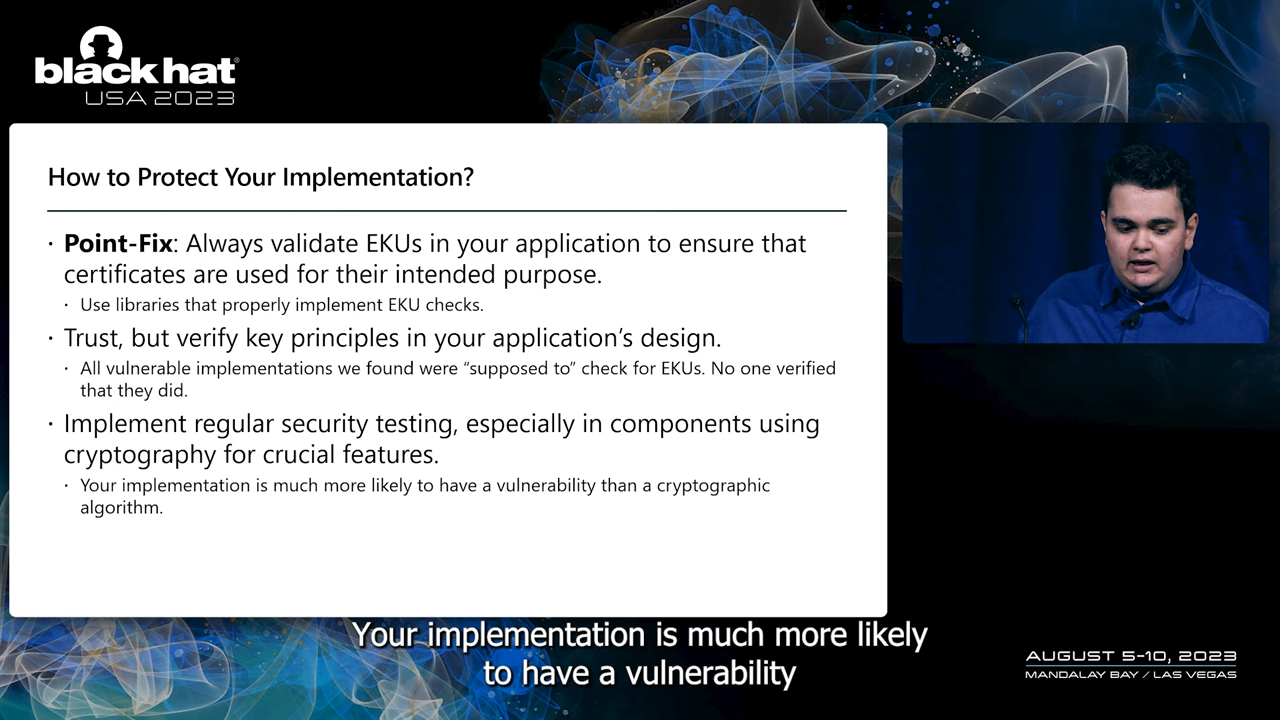 black hat®
USA 2023
How to Protect Your Implementation?
· Point-Fix: Always validate EKUs in your application to ensure that
certificates are used for their intended purpose.
· Use libraries that properly implement EKU checks.
· Trust, but verify key principles in your application’s design.
· All vulnerable implementations we found were “supposed to” check for EKUs. No one verified
that they did.
· Implement regular security testing, especially in components using
cryptography for crucial features.
· Your implementation is much more likely to have a vulnerability than a cryptographic
algorithm.
Your implementation is much more likely
to have a vulnerability
AUGUST 5-10, 2023
MANDALAY BAY / LAS VEGAS